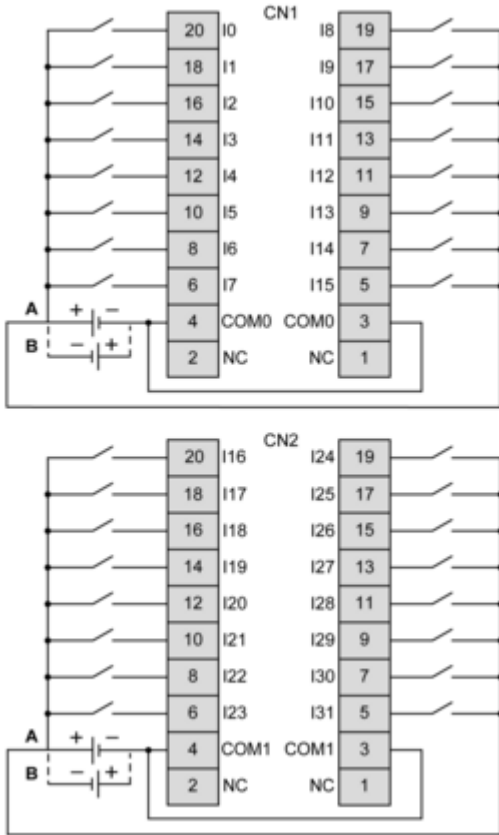 CN1
20 I0 I8 19
18 I1 I9 17
16 I2 I10 15
14 I3 I11 13
12 I4 I12 11
10 I5 I13 9
8 I6 I14 7
6 I7 I15 5
A + − 4 COM0 COM0 3
B − + 2 NC NC 1
CN2
20 I16 I24 19
18 I17 I25 17
16 I18 I26 15
14 I19 I27 13
12 I20 I28 11
10 I21 I29 9
8 I22 I30 7
6 I23 I31 5
A + − 4 COM1 COM1 3
B − + 2 NC NC 1